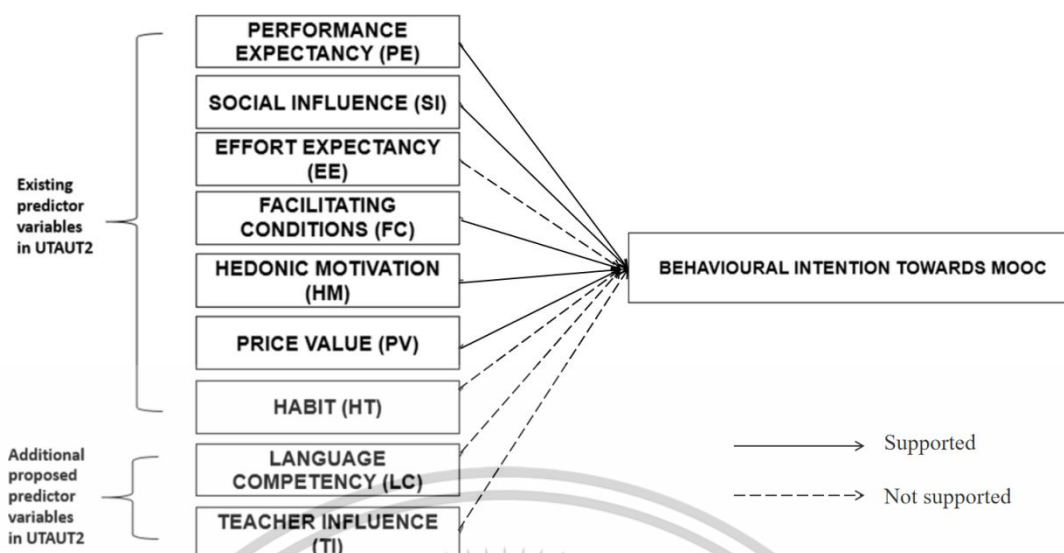 PERFORMANCE
EXPECTANCY (PE)
SOCIAL INFLUENCE (SI)
EFFORT EXPECTANCY
(EE)
Existing
predictor
variables
in UTAUT2
FACILITATING
CONDITIONS (FC)
HEDONIC MOTIVATION
(HM)
BEHAVIOURAL INTENTION TOWARDS MOOC
PRICE VALUE (PV)
HABIT (HT)
Additional
proposed
predictor
variables
in UTAUT2
LANGUAGE
COMPETENCY (LC)
TEACHER INFLUENCE
(TI)
Supported
Not supported